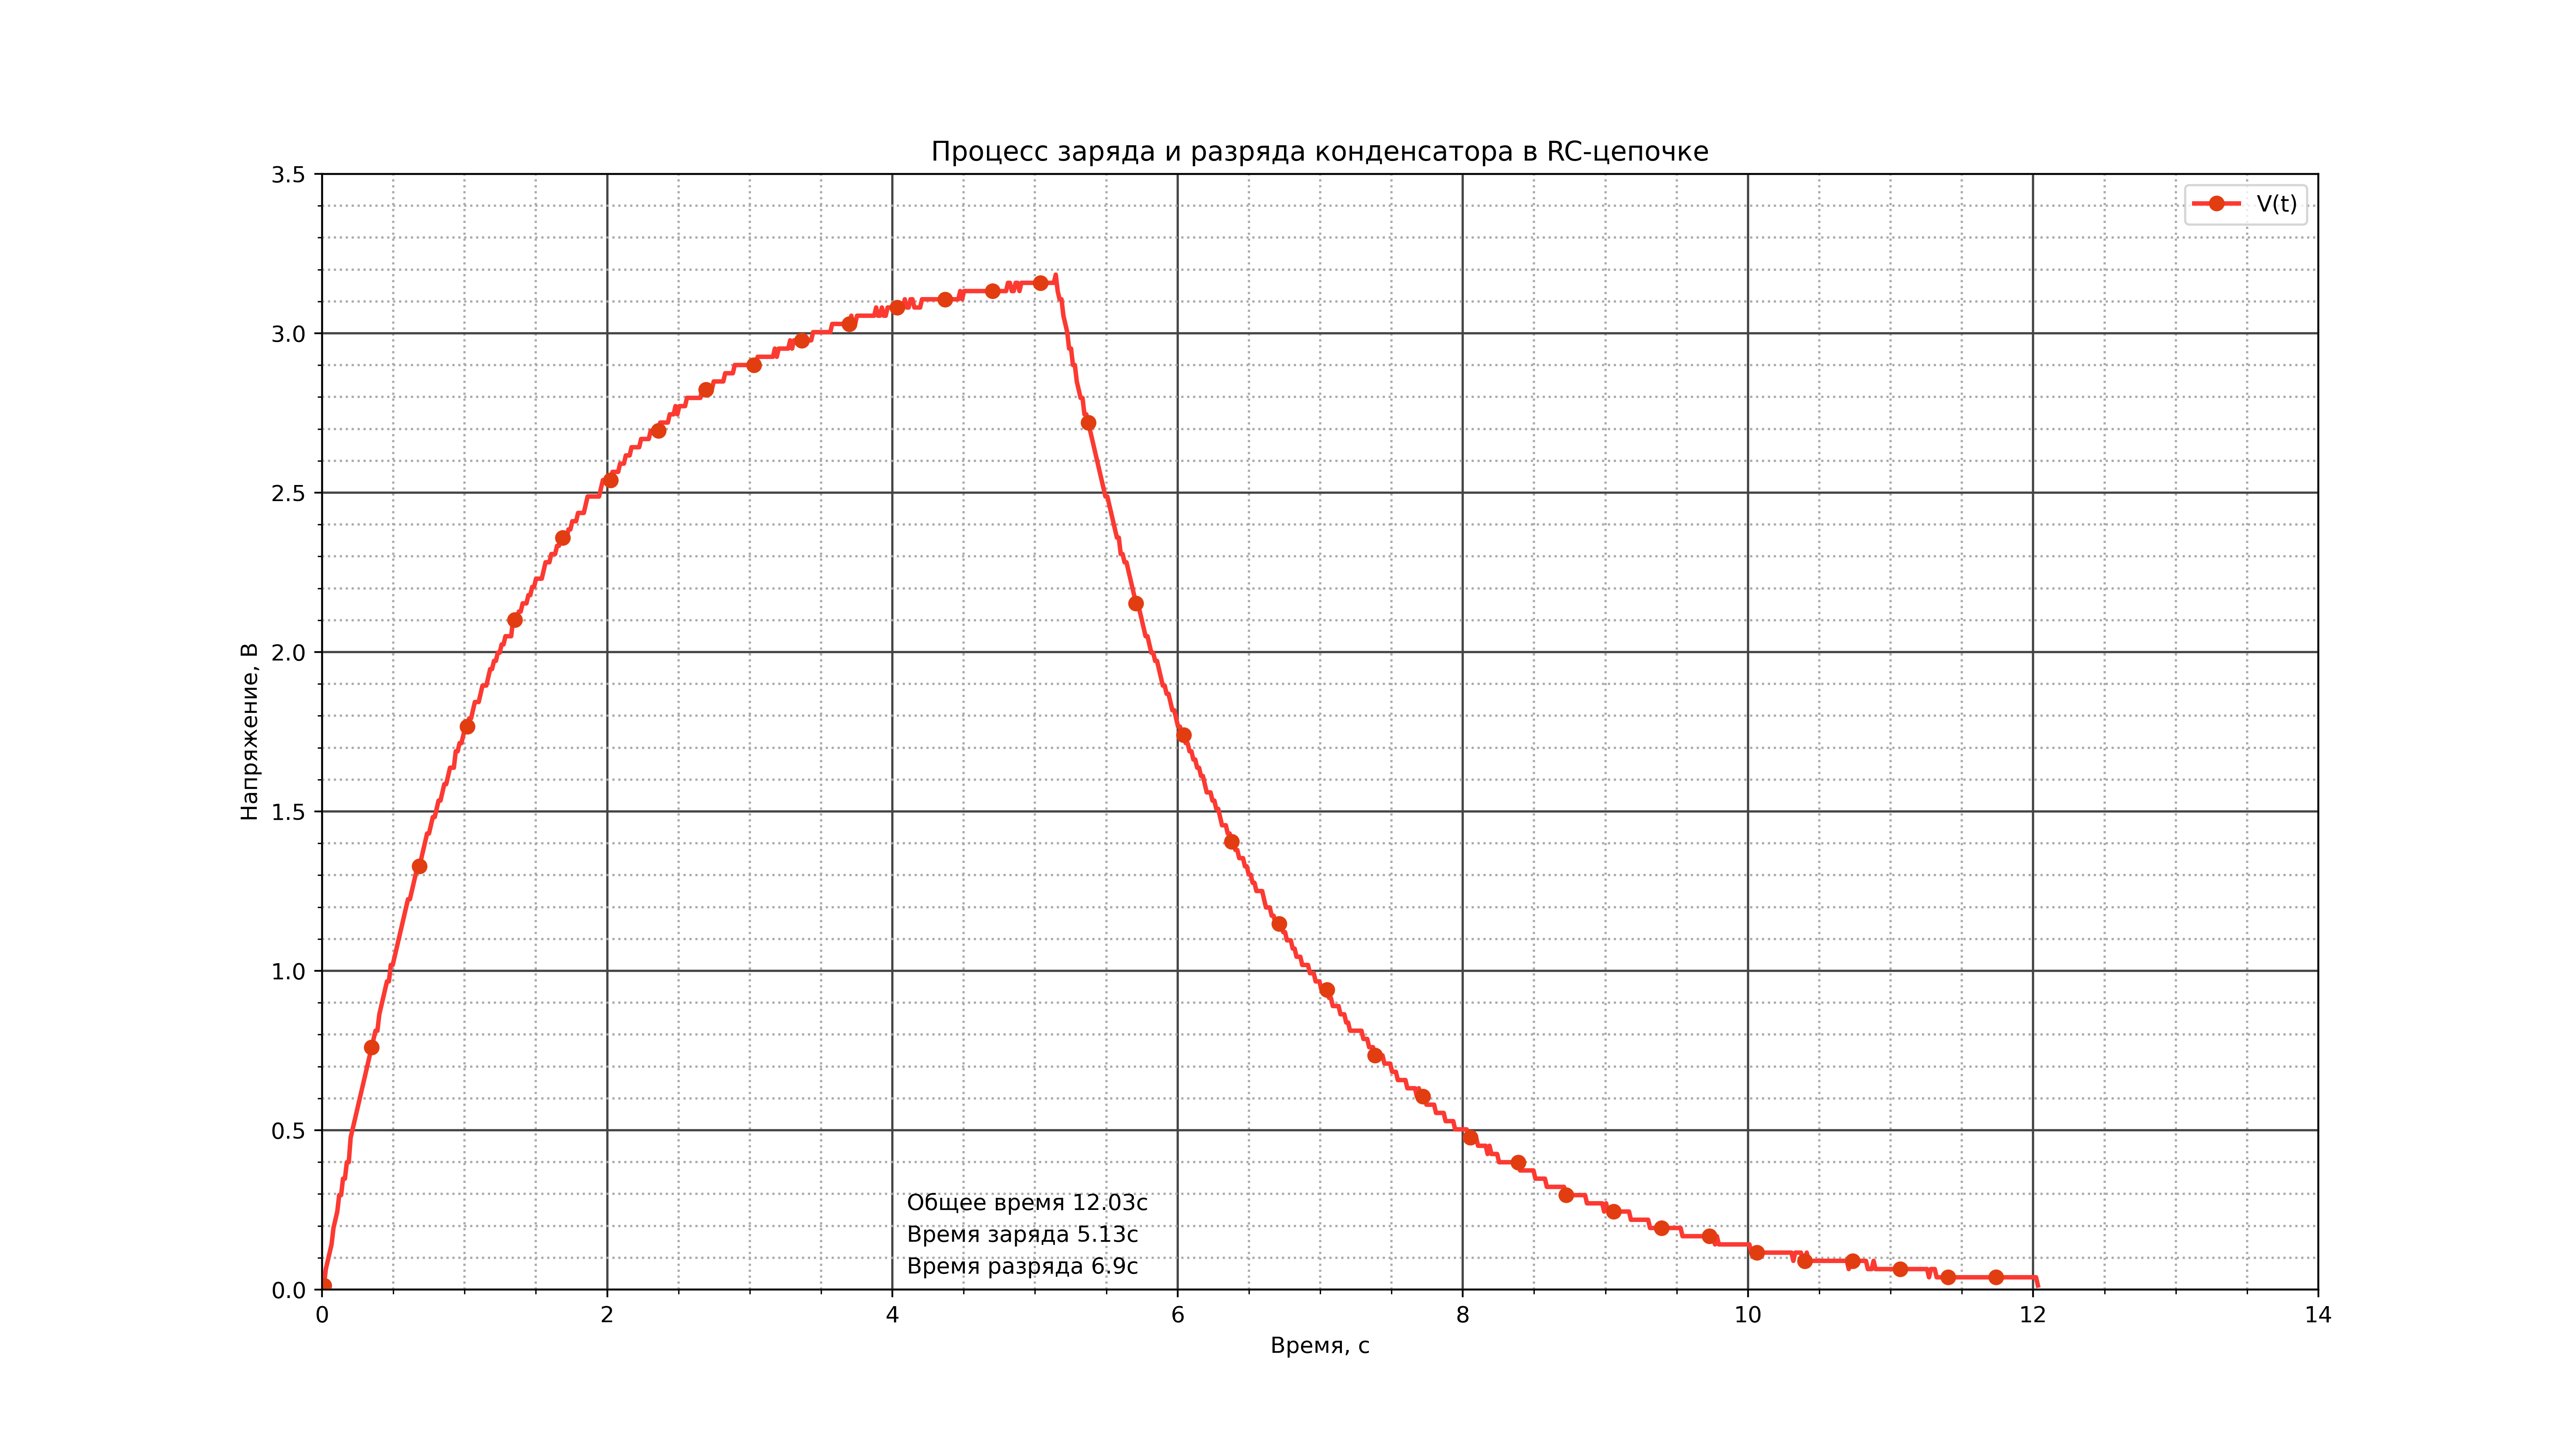 Процесс заряда и разряда конденсатора в RC-цепочке
V(t)
Напряжение, В
3.5
3.0
2.5
2.0
1.5
1.0
0.5
0.0
Общее время 12.03с
Время заряда 5.13с
Время разряда 6.9с
0 2 4 6 8 10 12 14
Время, с